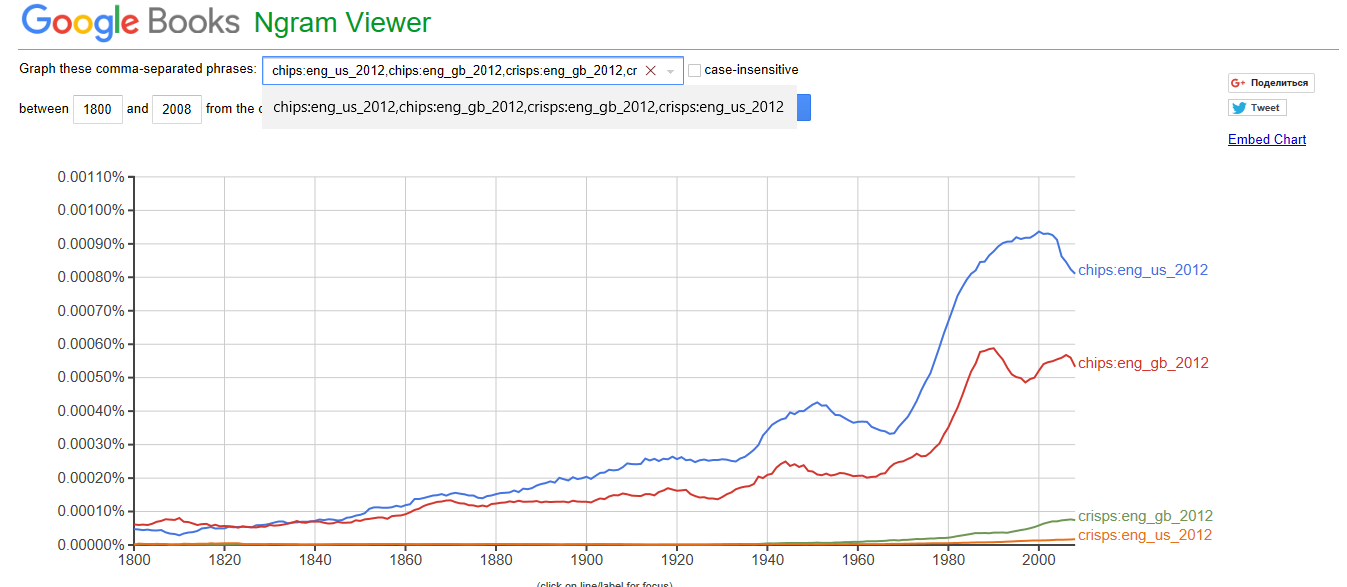 Google Books Ngram Viewer
Graph these comma-separated phrases: chips:eng_us_2012,chips:eng_gb_2012,crisps:eng_gb_2012,cr case-insensitive
chips:eng_us_2012,chips:eng_gb_2012,crisps:eng_gb_2012,crisps:eng_us_2012
between 1800 and 2008 from the
G+ Поделиться
Tweet
Embed Chart
0.00110%
0.00100%
0.00090%
0.00080%
0.00070%
0.00060%
0.00050%
0.00040%
0.00030%
0.00020%
0.00010%
0.00000%
chips:eng_us_2012
chips:eng_gb_2012
crisps:eng_gb_2012
crisps:eng_us_2012
1800 1820 1840 1860 1880 1900 1920 1940 1960 1980 2000
(click on line/label for focus)